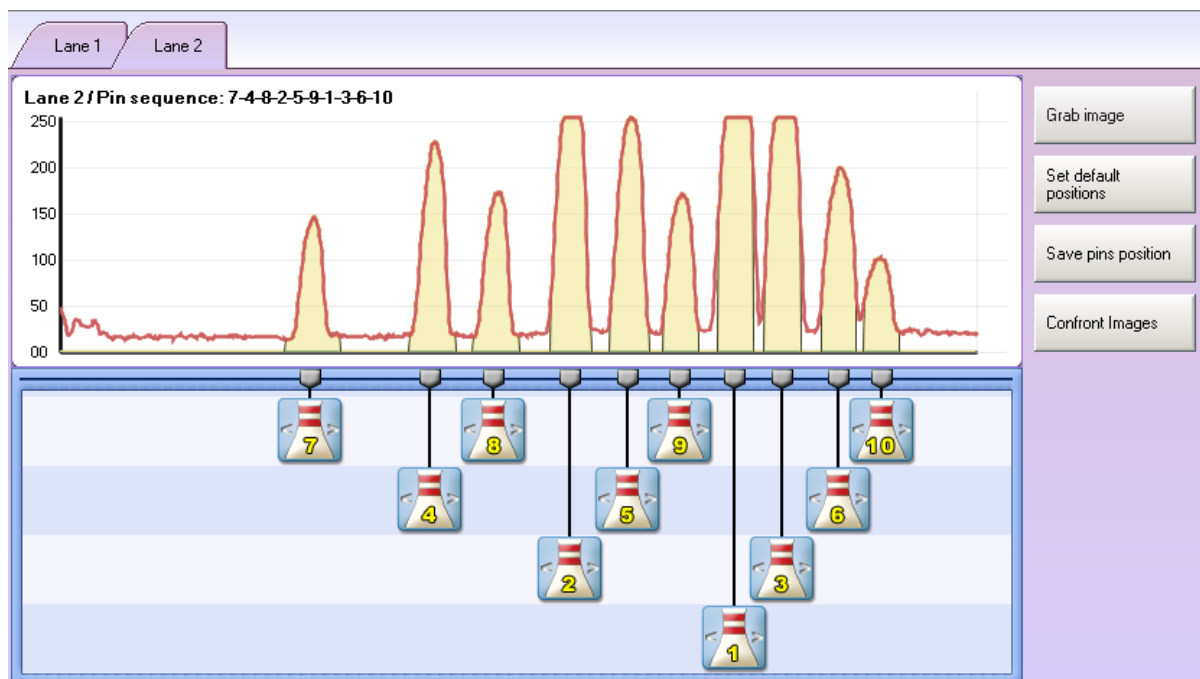 Lane 1
Lane 2
Lane 2 / Pin sequence: 7-4-8-2-5-9-1-3-6-10
250
200
150
100
50
00
Grab image
Set default
positions
Save pins position
Confront Images
< 7 >
< 8 >
< 9 >
< 10 >
< 4 >
< 5 >
< 6 >
< 2 >
< 3 >
< 1 >